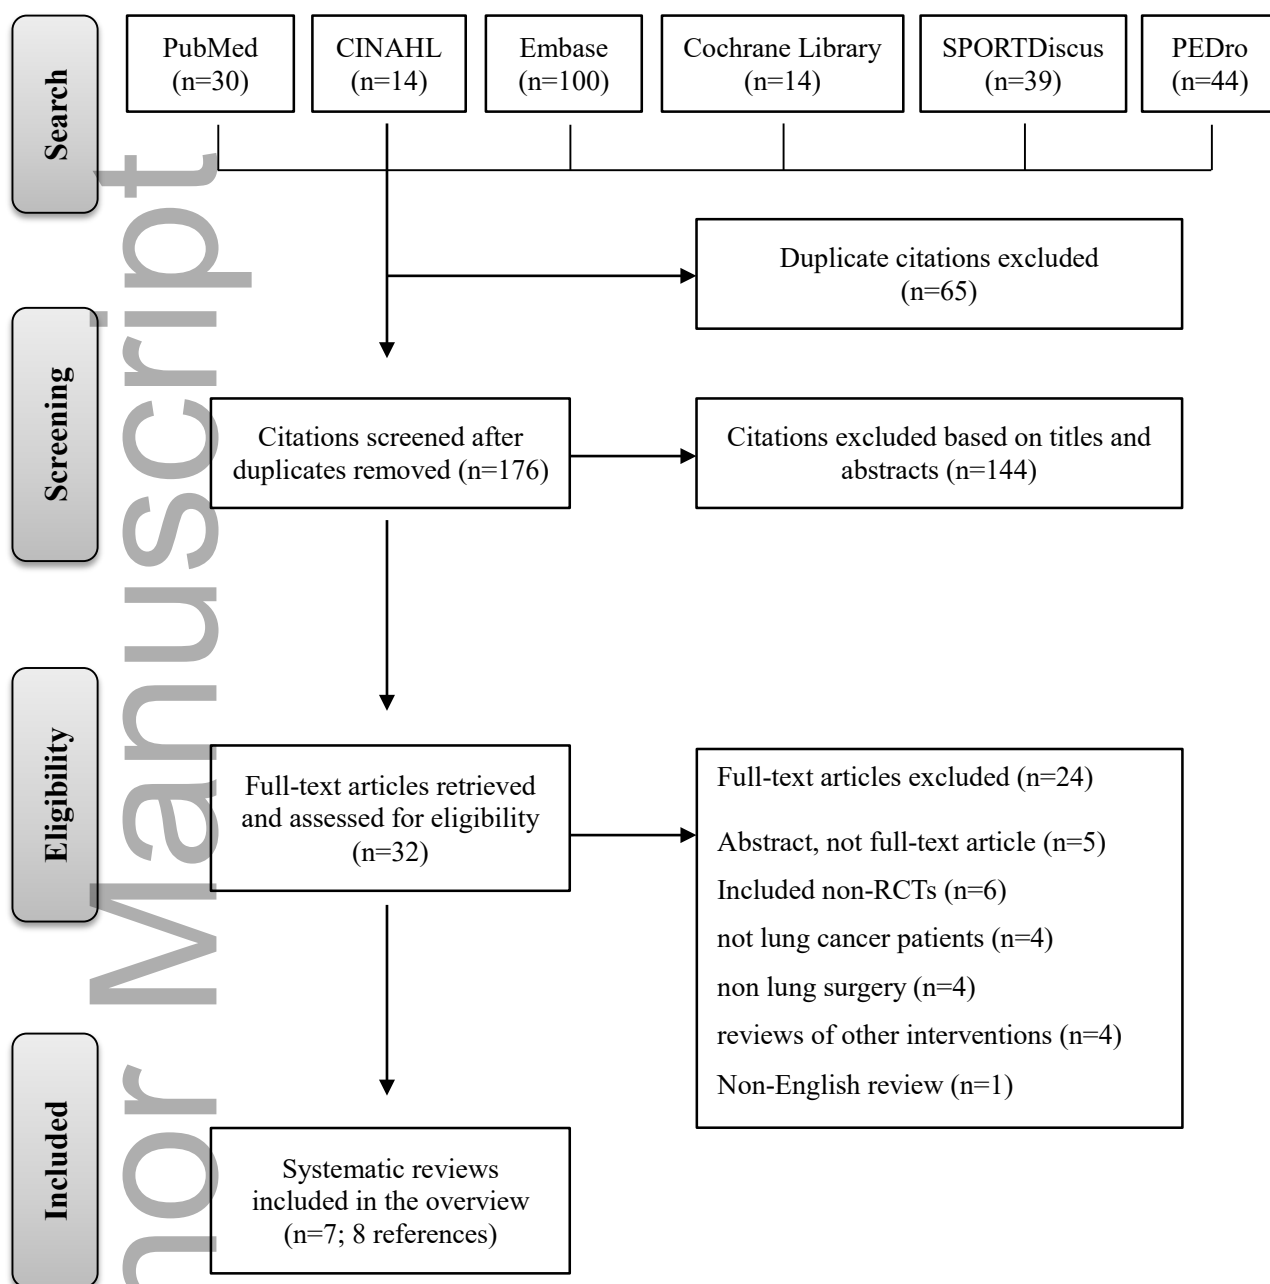 Search
PubMed
(n=30)
CINAHL
(n=14)
Embase
(n=100)
Cochrane Library
(n=14)
SPORTDiscus
(n=39)
PEDro
(n=44)
Duplicate citations excluded
(n=65)
Screening
Citations screened after
duplicates removed (n=176)
Citations excluded based on titles and
abstracts (n=144)
Eligibility
Full-text articles retrieved
and assessed for eligibility
(n=32)
Full-text articles excluded (n=24)
Abstract, not full-text article (n=5)
Included non-RCTs (n=6)
not lung cancer patients (n=4)
non lung surgery (n=4)
reviews of other interventions (n=4)
Non-English review (n=1)
Included
Systematic reviews
included in the overview
(n=7; 8 references)
nor Manuscript